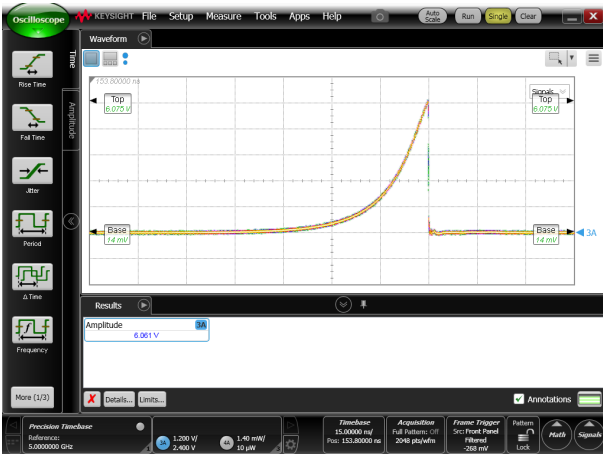 Oscilloscope
KEYSIGHT File Setup Measure Tools Apps Help
Auto Scale
Run Single Clear
Waveform
Time
Amplitude
Rise Time
Fall Time
Jitter
Period
Δ Time
Frequency
More (1/3)
153.80000 ns
Signals...
Top
6.075 V
Top
6.075 V
Base
14 mV
Base
14 mV
3A
Results
Amplitude 3A
6.061 V
Details... Limits...
Annotations
Precision Timebase
Reference:
5.0000000 GHz
1
3A 1.200 V/
2.400 V
4A 1.40 mW/
10 µW
Timebase
15.00000 ns/
Pos: 153.80000 ns
Acquisition
Full Pattern: Off
2048 pts/wfm
Frame Trigger
Src: Front Panel
Filtered
-268 mV
Pattern
Lock
Math
Signals